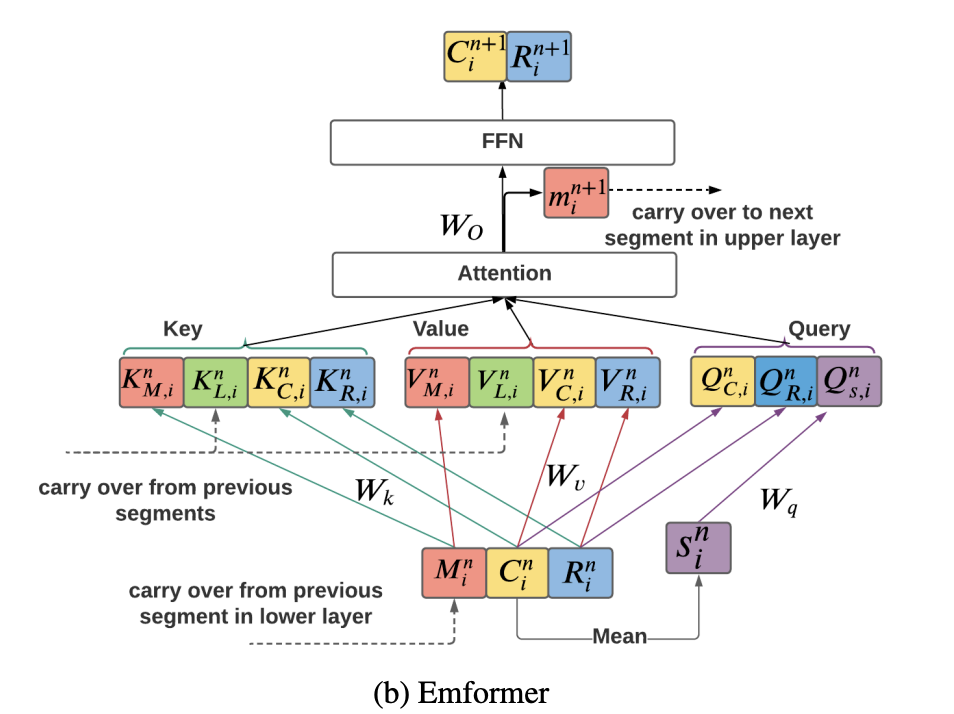 C_i^{n+1} R_i^{n+1}
FFN
m_i^{n+1}
carry over to next
segment in upper layer
W_O
Attention
Key Value Query
K_{M,i}^n K_{L,i}^n K_{C,i}^n K_{R,i}^n V_{M,i}^n V_{L,i}^n V_{C,i}^n V_{R,i}^n Q_{C,i}^n Q_{R,i}^n Q_{s,i}^n
carry over from previous
segments
W_k W_v W_q
M_i^n C_i^n R_i^n s_i^n
carry over from previous
segment in lower layer
Mean
(b) Emformer